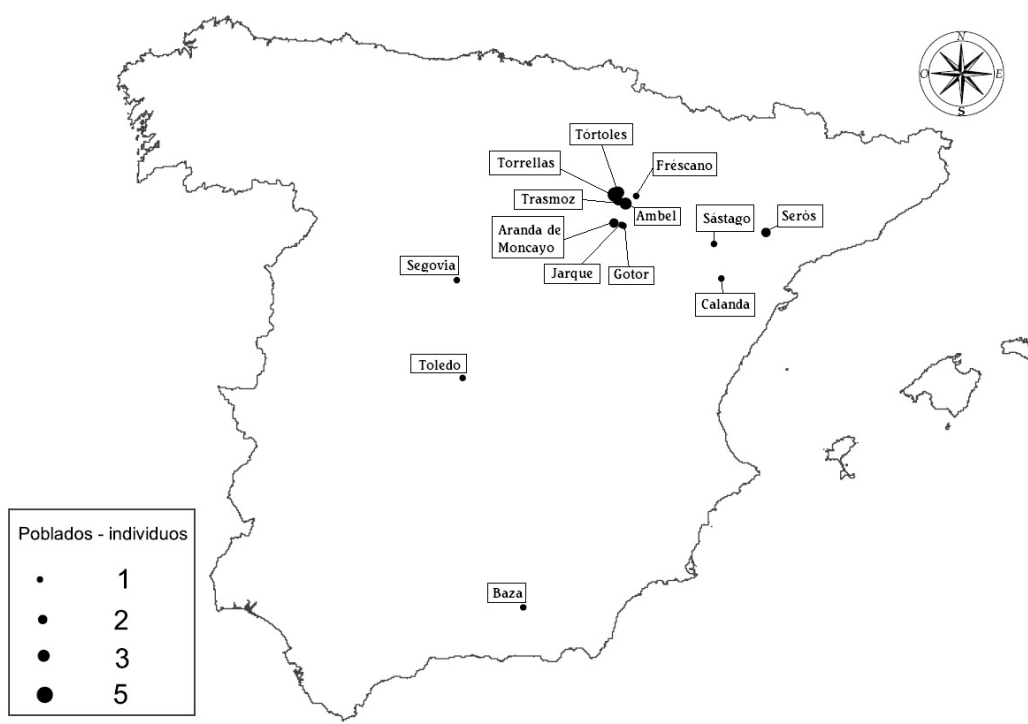 N
O
E
S
Tórtoles
Torrellas
Fréscano
Trasmoz
Ambel
Aranda de
Moncayo
Sástago
Seròs
Jarque
Gotor
Segovia
Calanda
Toledo
Baza
Poblados - individuos
1
2
3
5